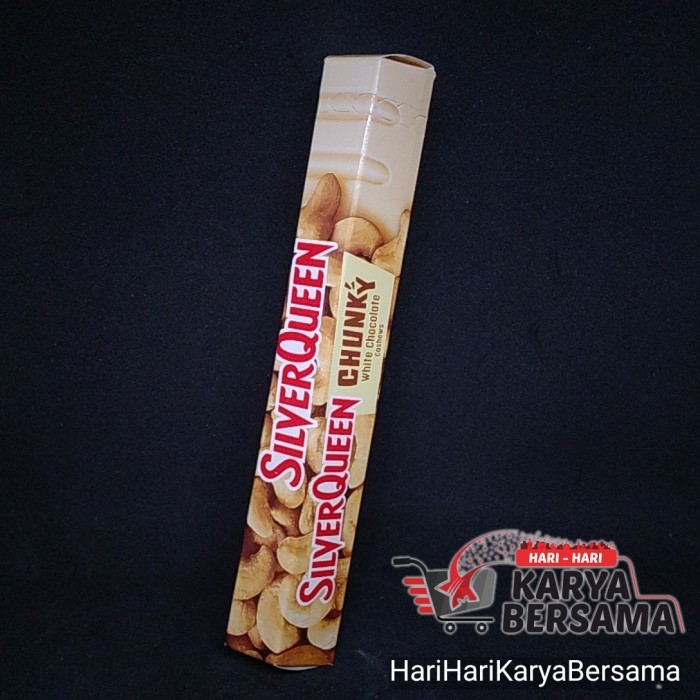 SILVERQUEEN
SILVERQUEEN
CHUNKY
White Chocolate
Cashews
HARI - HARI
KARYA
BERSAMA
HariHariKaryaBersama